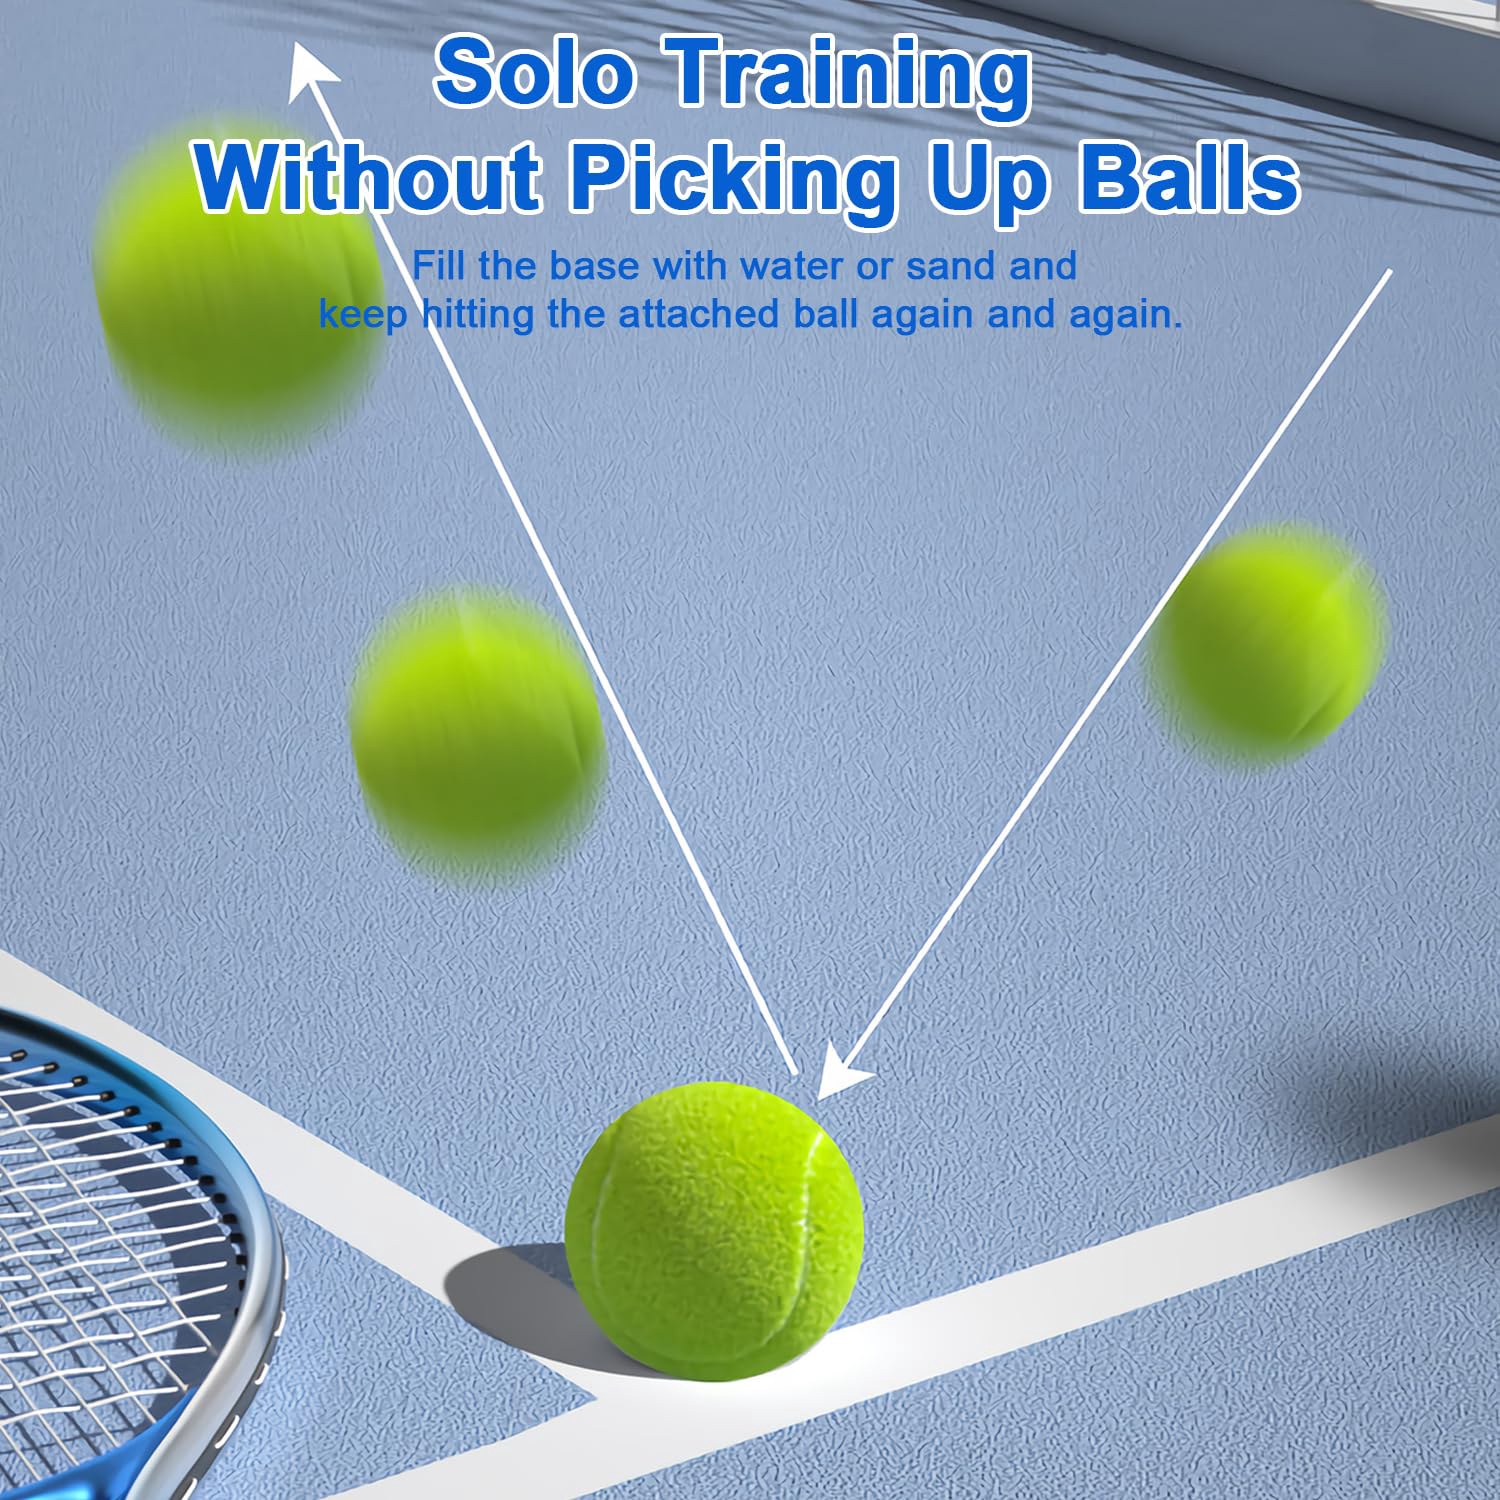 Solo Training
Without Picking Up Balls
Fill the base with water or sand and
keep hitting the attached ball again and again.